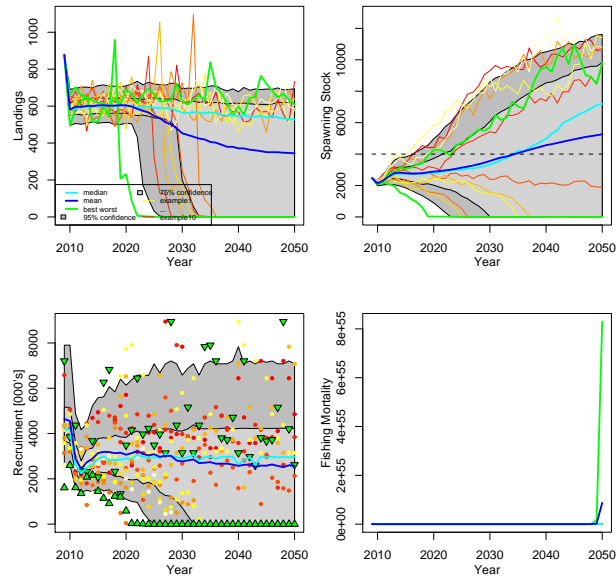 Landings
0 200 400 600 800 1000
median
mean
best worst
95% confidence
75% confidence
example1
...
example10
2010 2020 2030 2040 2050
Year
Spawning Stock
0 2000 4000 10000
2010 2020 2030 2040 2050
Year
Recruitment [000's]
0 2000 4000 6000 8000
2010 2020 2030 2040 2050
Year
Fishing Mortality
0e+00 2e+55 4e+55 6e+55 8e+55
2010 2020 2030 2040 2050
Year